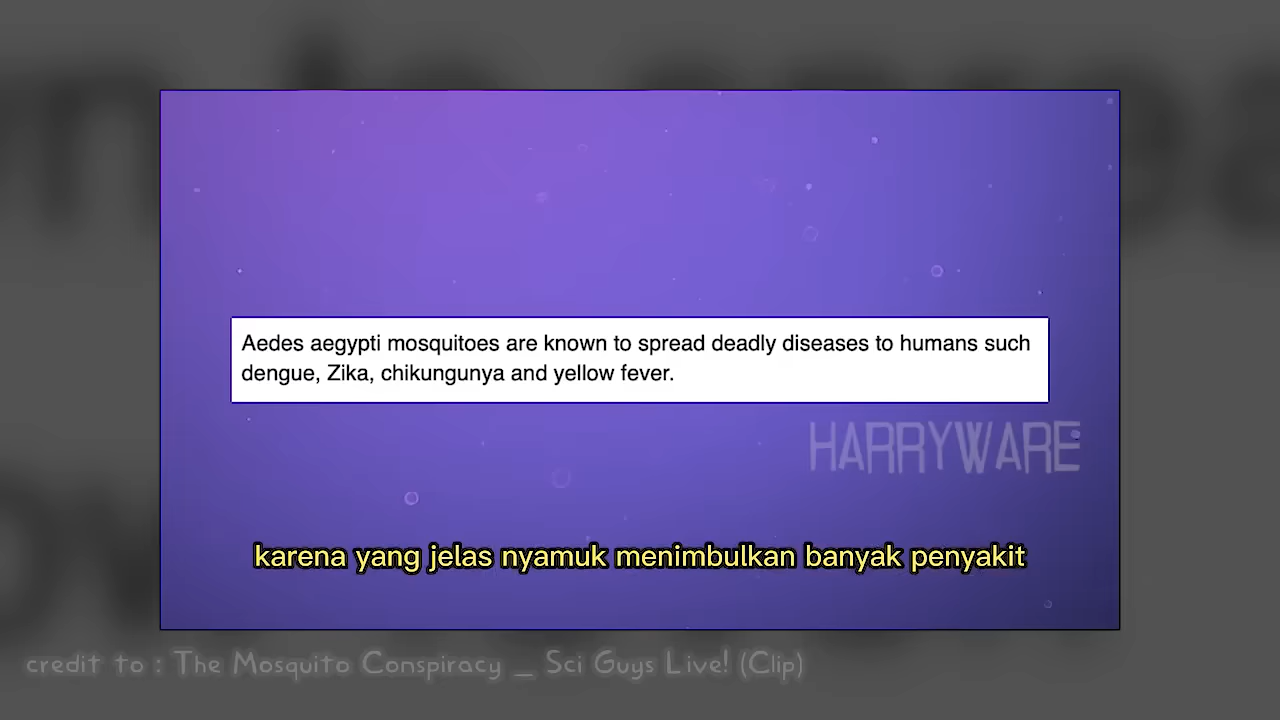 Aedes aegypti mosquitoes are known to spread deadly diseases to humans such
dengue, Zika, chikungunya and yellow fever.
HARRYWARE
karena yang jelas nyamuk menimbulkan banyak penyakit
credit to : The Mosquito Conspiracy _ Sci Guys Live! (Clip)